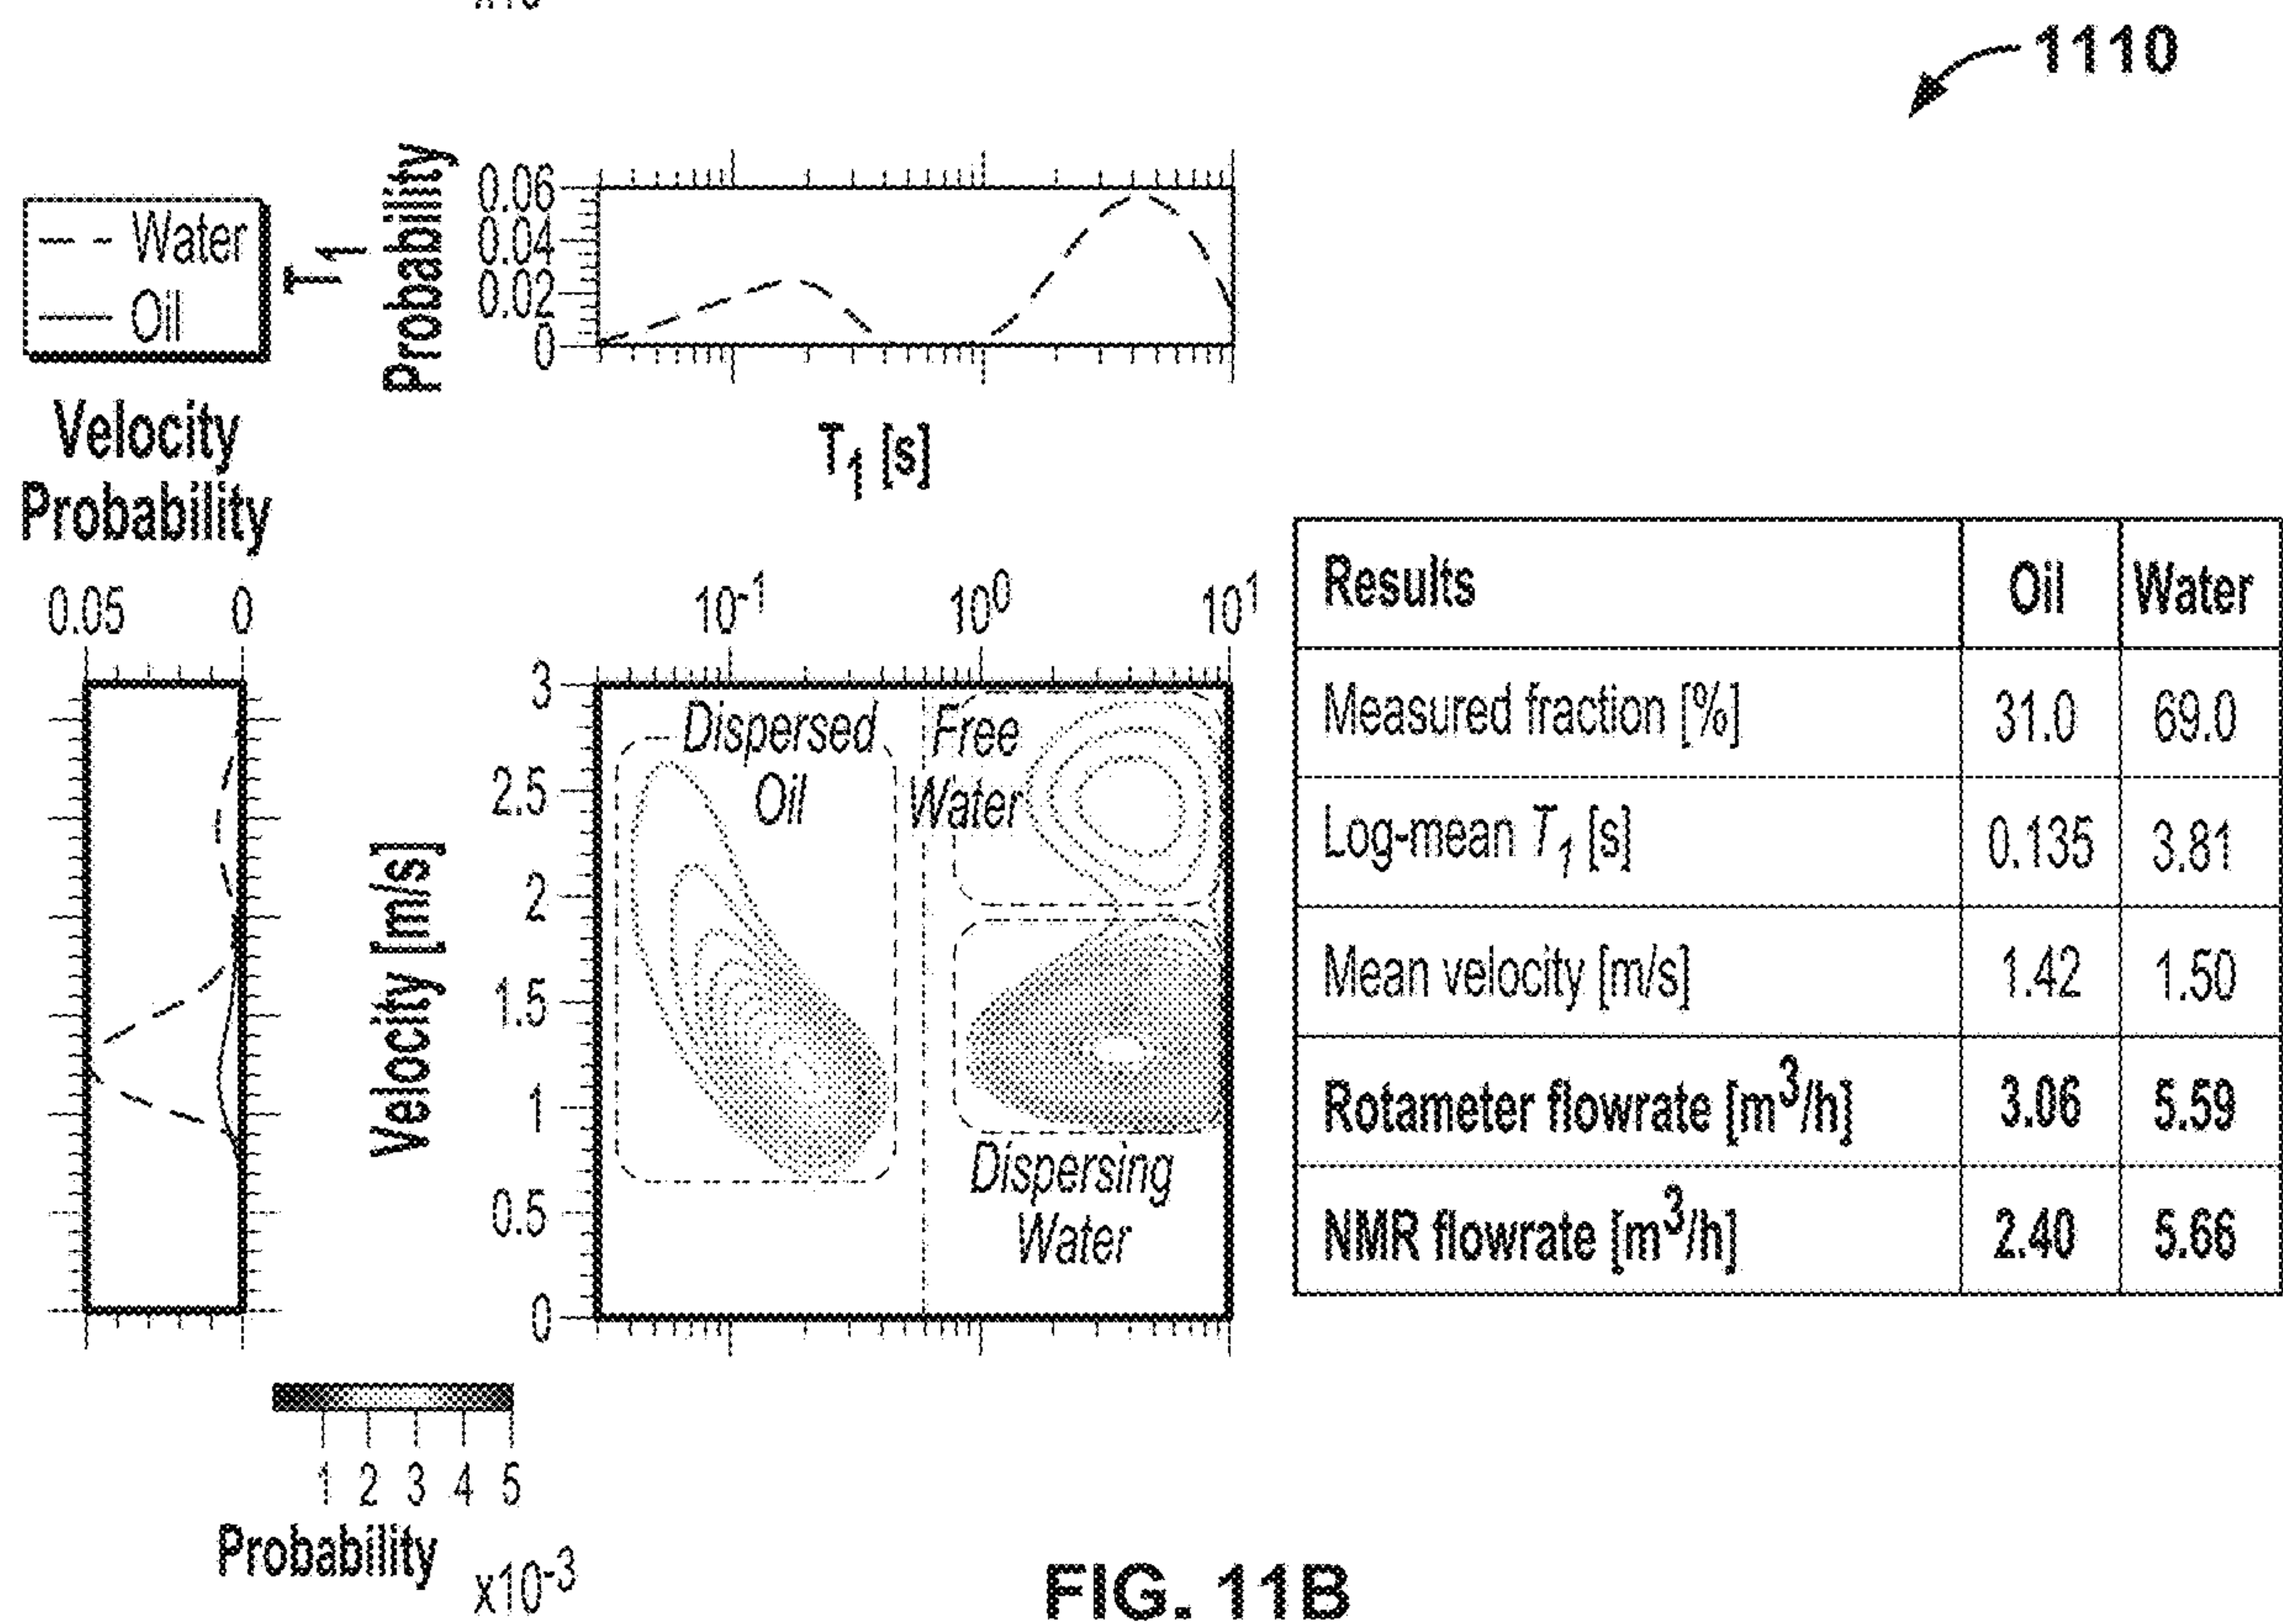 1110
Water
Oil
T1
Probability
0.06
0.04
0.02
0
T1 [s]
Velocity
Probability
0.05 0
10-1 100 101
3
2.5
2
1.5
1
0.5
0
Velocity [m/s]
Dispersed
Oil
Free
Water
Dispersing
Water
Results Oil Water
Measured fraction [%] 31.0 69.0
Log-mean T1 [s] 0.135 3.81
Mean velocity [m/s] 1.42 1.50
Rotameter flowrate [m3/h] 3.06 5.59
NMR flowrate [m3/h] 2.40 5.66
1 2 3 4 5
Probability
x10-3
FIG. 11B